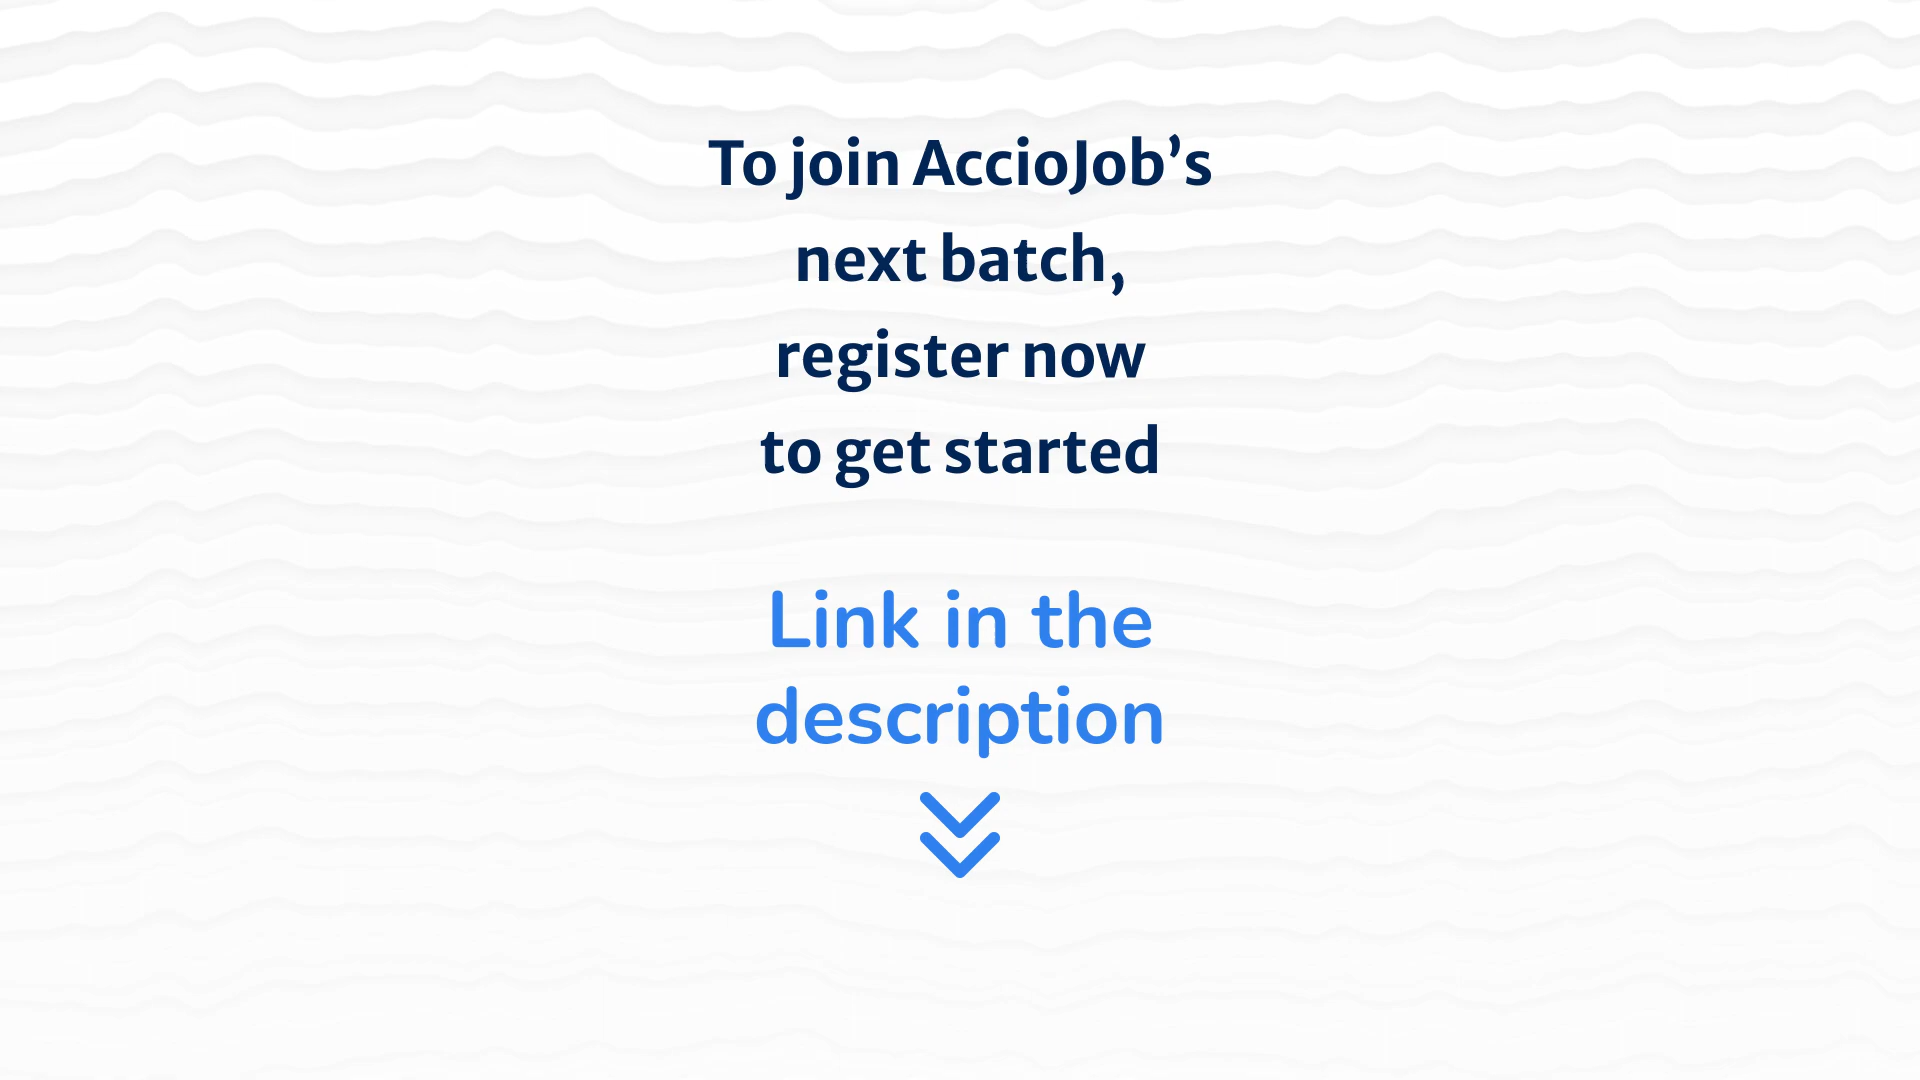 To join AccioJob’s
next batch,
register now
to get started
Link in the
description